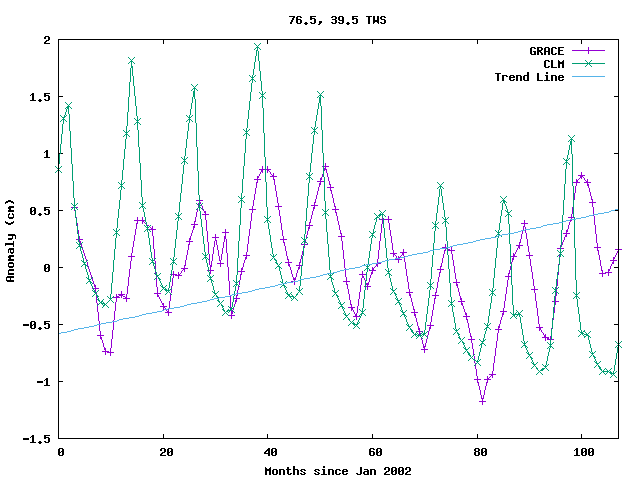 76.5, 39.5 TWS
GRACE
CLM
Trend Line
2
1.5
1
0.5
0
-0.5
-1
-1.5
Anomaly (cm)
0 20 40 60 80 100
Months since Jan 2002